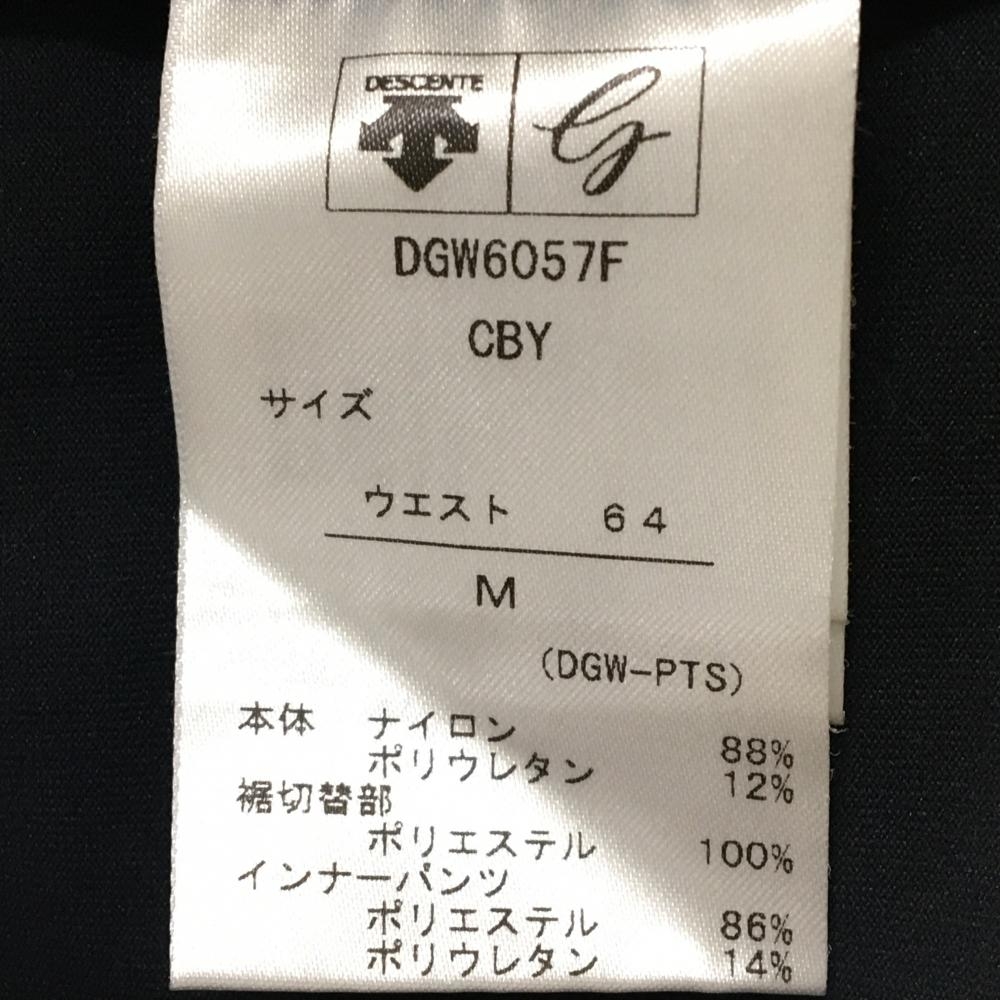 DESCENTE G
DGW6057F
CBY
サイズ
ウエスト 64
M
(DGW-PTS)
本体 ナイロン 88%
ポリウレタン 12%
裾切替部
ポリエステル 100%
インナーパンツ
ポリエステル 86%
ポリウレタン 14%